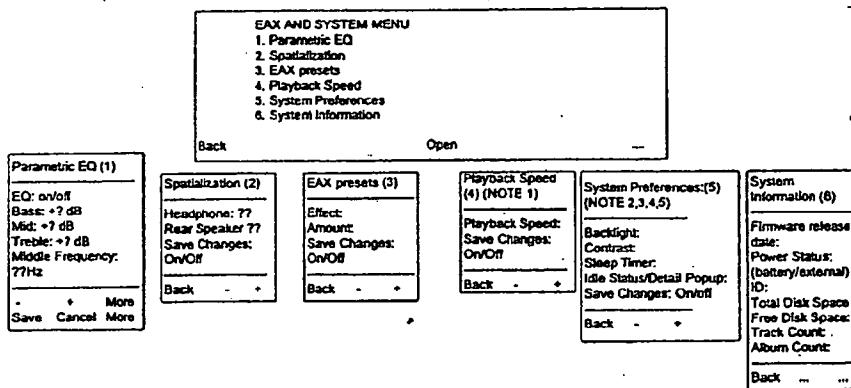 EAX AND SYSTEM MENU
1. Parametric EQ
2. Spatialization
3. EAX presets
4. Playback Speed
5. System Preferences
6. System Information
Back Open ...
Parametric EQ (1)
EQ: on/off
Bass: +? dB
Mid: +? dB
Treble: +? dB
Middle Frequency:
??Hz
- + More
Save Cancel More
Spatialization (2)
Headphone: ??
Rear Speaker ??
Save Changes:
On/Off
Back - +
EAX presets (3)
Effect:
Amount:
Save Changes:
On/Off
Back - +
Playback Speed
(4) (NOTE 1)
Playback Speed:
Save Changes:
On/Off
Back - +
System Preferences:(5)
(NOTE 2,3,4,5)
Backlight:
Contrast:
Sleep Timer:
Idle Status/Detail Popup:
Save Changes: On/off
Back - +
System
Information (6)
Firmware release
date:
Power Status:
(battery/external)
ID:
Total Disk Space
Free Disk Space:
Track Count:
Album Count:
Back ... ...